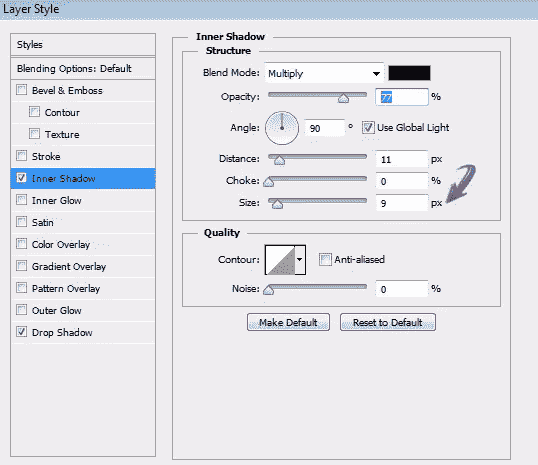 Layer Style
Styles
Blending Options: Default
Bevel & Emboss
Contour
Texture
Stroke
Inner Shadow
Inner Glow
Satin
Color Overlay
Gradient Overlay
Pattern Overlay
Outer Glow
Drop Shadow
Inner Shadow
Structure
Blend Mode: Multiply
Opacity: 77 %
Angle: 90 ° Use Global Light
Distance: 11 px
Choke: 0 %
Size: 9 px
Quality
Contour: Anti-aliased
Noise: 0 %
Make Default Reset to Default